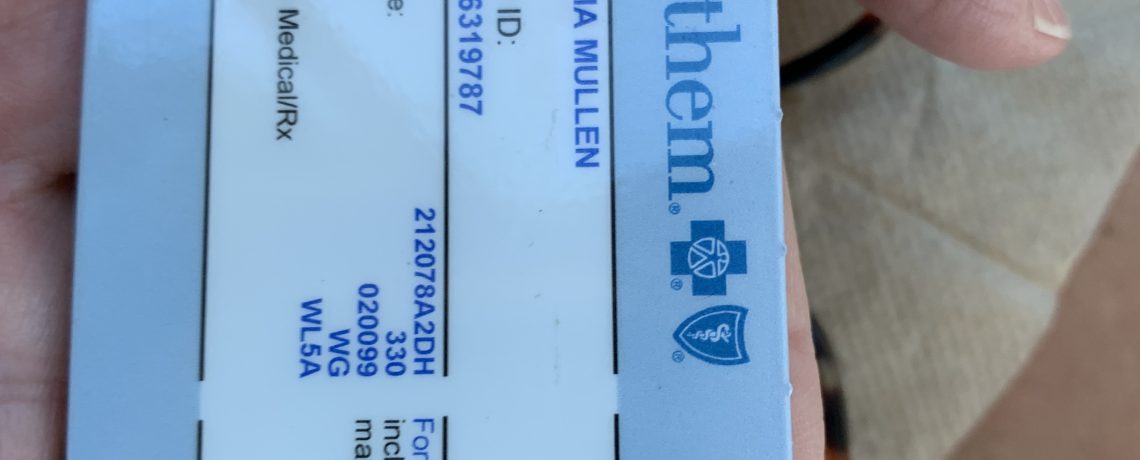 them®
®
®
IA MULLEN
ID:
6319787
212078A2DH
e:
330
020099
WG
Medical/Rx
WL5A
For
incl
ma